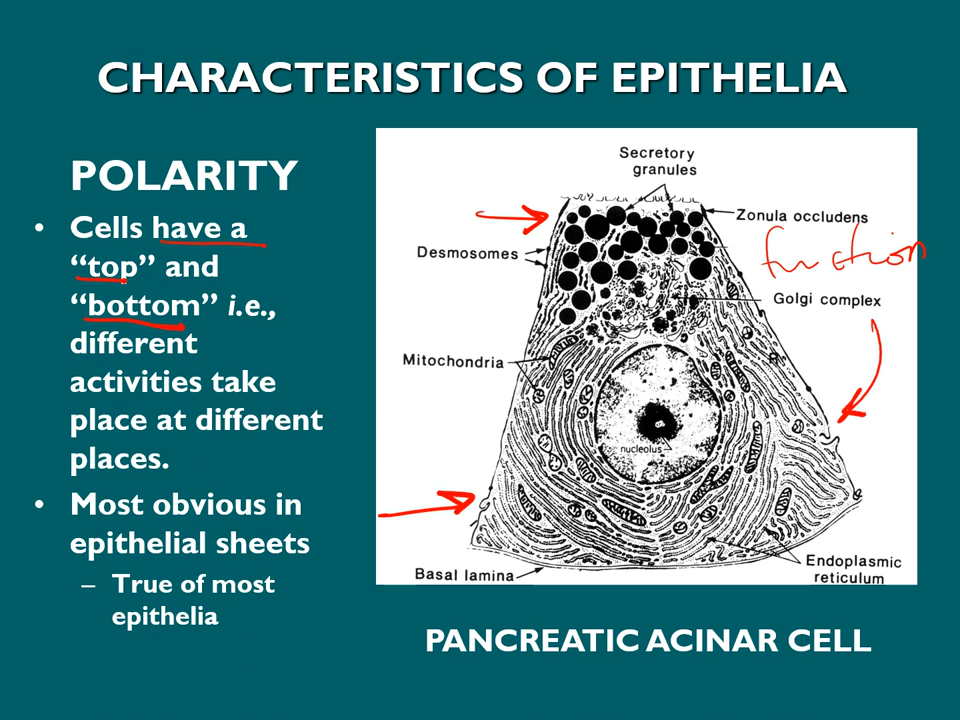 CHARACTERISTICS OF EPITHELIA
POLARITY
• Cells have a
“top” and
“bottom” i.e.,
different
activities take
place at different
places.
• Most obvious in
epithelial sheets
– True of most
epithelia
Secretory
granules
Zonula occludens
Desmosomes
function
Golgi complex
Mitochondria
nucleolus
Endoplasmic
reticulum
Basal lamina
PANCREATIC ACINAR CELL